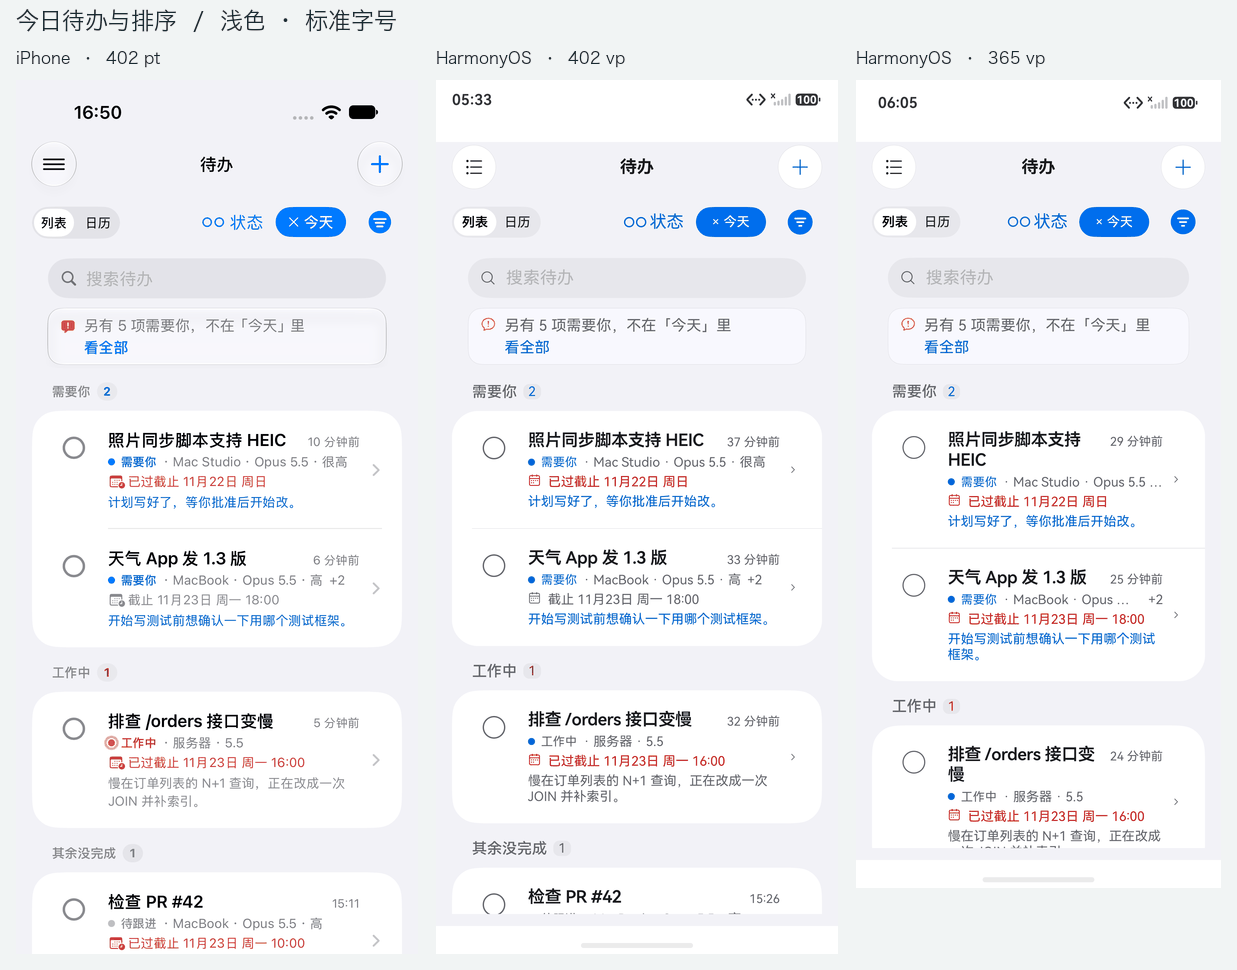 今日待办与排序 / 浅色 · 标准字号
iPhone · 402 pt
16:50
待办
列表 日历 状态 × 今天
搜索待办
另有 5 项需要你，不在「今天」里
看全部
需要你 2
照片同步脚本支持 HEIC 10 分钟前
需要你 · Mac Studio · Opus 5.5 · 很高
已过截止 11月22日 周日
计划写好了，等你批准后开始改。
天气 App 发 1.3 版 6 分钟前
需要你 · MacBook · Opus 5.5 · 高 +2
截止 11月23日 周一 18:00
开始写测试前想确认一下用哪个测试框架。
工作中 1
排查 /orders 接口变慢 5 分钟前
工作中 · 服务器 · 5.5
已过截止 11月23日 周一 16:00
慢在订单列表的 N+1 查询，正在改成一次
JOIN 并补索引。
其余没完成 1
检查 PR #42 15:11
待跟进 · MacBook · Opus 5.5 · 高
已过截止 11月23日 周一 10:00
HarmonyOS · 402 vp
05:33 100
待办
列表 日历 状态 × 今天
搜索待办
另有 5 项需要你，不在「今天」里
看全部
需要你 2
照片同步脚本支持 HEIC 37 分钟前
需要你 · Mac Studio · Opus 5.5 · 很高
已过截止 11月22日 周日
计划写好了，等你批准后开始改。
天气 App 发 1.3 版 33 分钟前
需要你 · MacBook · Opus 5.5 · 高 +2
截止 11月23日 周一 18:00
开始写测试前想确认一下用哪个测试框架。
工作中 1
排查 /orders 接口变慢 32 分钟前
工作中 · 服务器 · 5.5
已过截止 11月23日 周一 16:00
慢在订单列表的 N+1 查询，正在改成一次
JOIN 并补索引。
其余没完成 1
检查 PR #42 15:26
HarmonyOS · 365 vp
06:05 100
待办
列表 日历 状态 × 今天
搜索待办
另有 5 项需要你，不在「今天」里
看全部
需要你 2
照片同步脚本支持 29 分钟前
HEIC
需要你 · Mac Studio · Opus 5.5 ...
已过截止 11月22日 周日
计划写好了，等你批准后开始改。
天气 App 发 1.3 版 25 分钟前
需要你 · MacBook · Opus ... +2
已过截止 11月23日 周一 18:00
开始写测试前想确认一下用哪个测试
框架。
工作中 1
排查 /orders 接口变 24 分钟前
慢
工作中 · 服务器 · 5.5
已过截止 11月23日 周一 16:00
慢在订单列表的 N+1 查询，正在改成